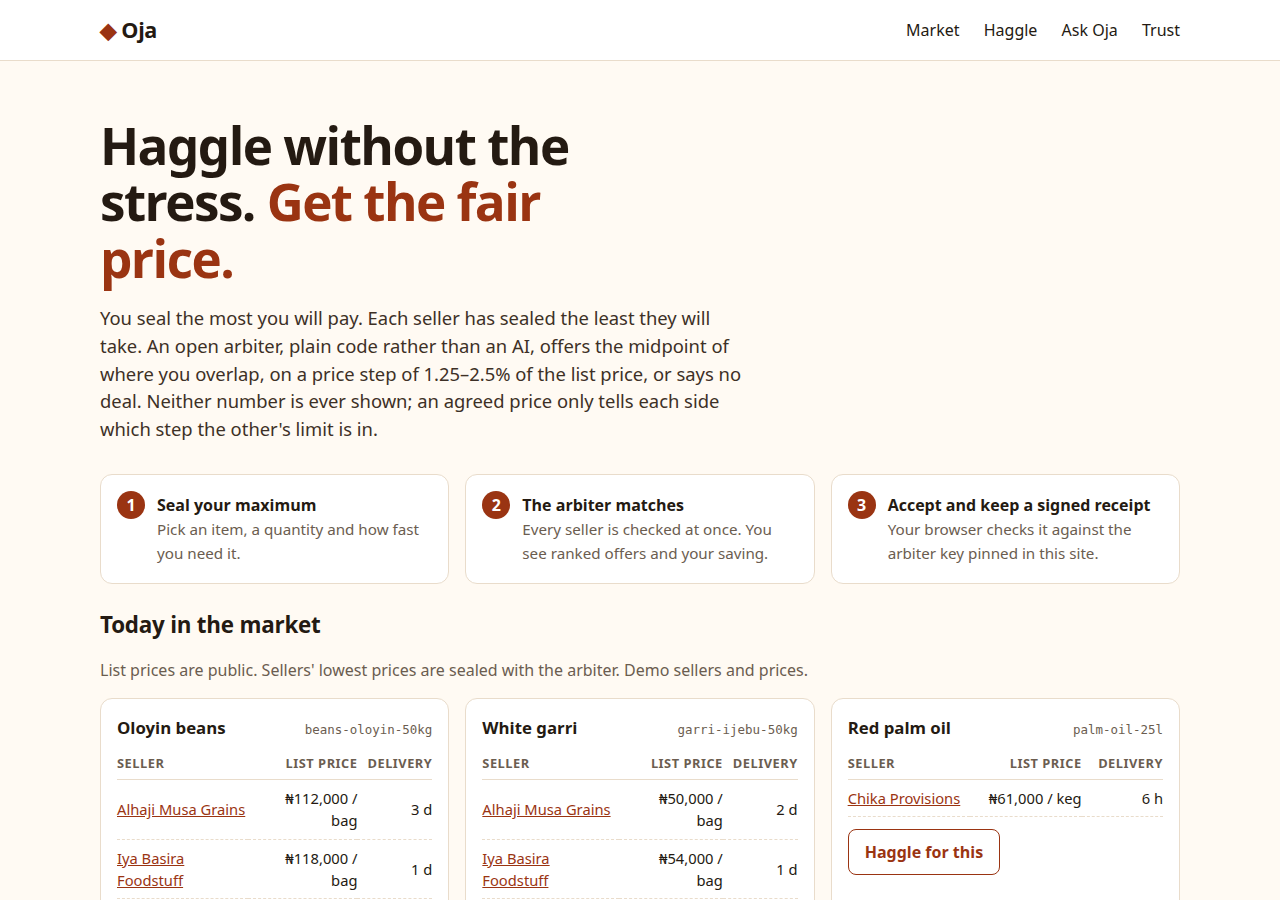 ◆ Oja
Market Haggle Ask Oja Trust
Haggle without the
stress. Get the fair
price.
You seal the most you will pay. Each seller has sealed the least they will
take. An open arbiter, plain code rather than an AI, offers the midpoint of
where you overlap, on a price step of 1.25–2.5% of the list price, or says no
deal. Neither number is ever shown; an agreed price only tells each side
which step the other's limit is in.
1 Seal your maximum
Pick an item, a quantity and how fast
you need it.
2 The arbiter matches
Every seller is checked at once. You
see ranked offers and your saving.
3 Accept and keep a signed receipt
Your browser checks it against the
arbiter key pinned in this site.
Today in the market
List prices are public. Sellers' lowest prices are sealed with the arbiter. Demo sellers and prices.
Oloyin beans beans-oloyin-50kg
SELLER LIST PRICE DELIVERY
Alhaji Musa Grains ₦112,000 / bag 3 d
Iya Basira Foodstuff ₦118,000 / bag 1 d
White garri garri-ijebu-50kg
SELLER LIST PRICE DELIVERY
Alhaji Musa Grains ₦50,000 / bag 2 d
Iya Basira Foodstuff ₦54,000 / bag 1 d
Red palm oil palm-oil-25l
SELLER LIST PRICE DELIVERY
Chika Provisions ₦61,000 / keg 6 h
Haggle for this